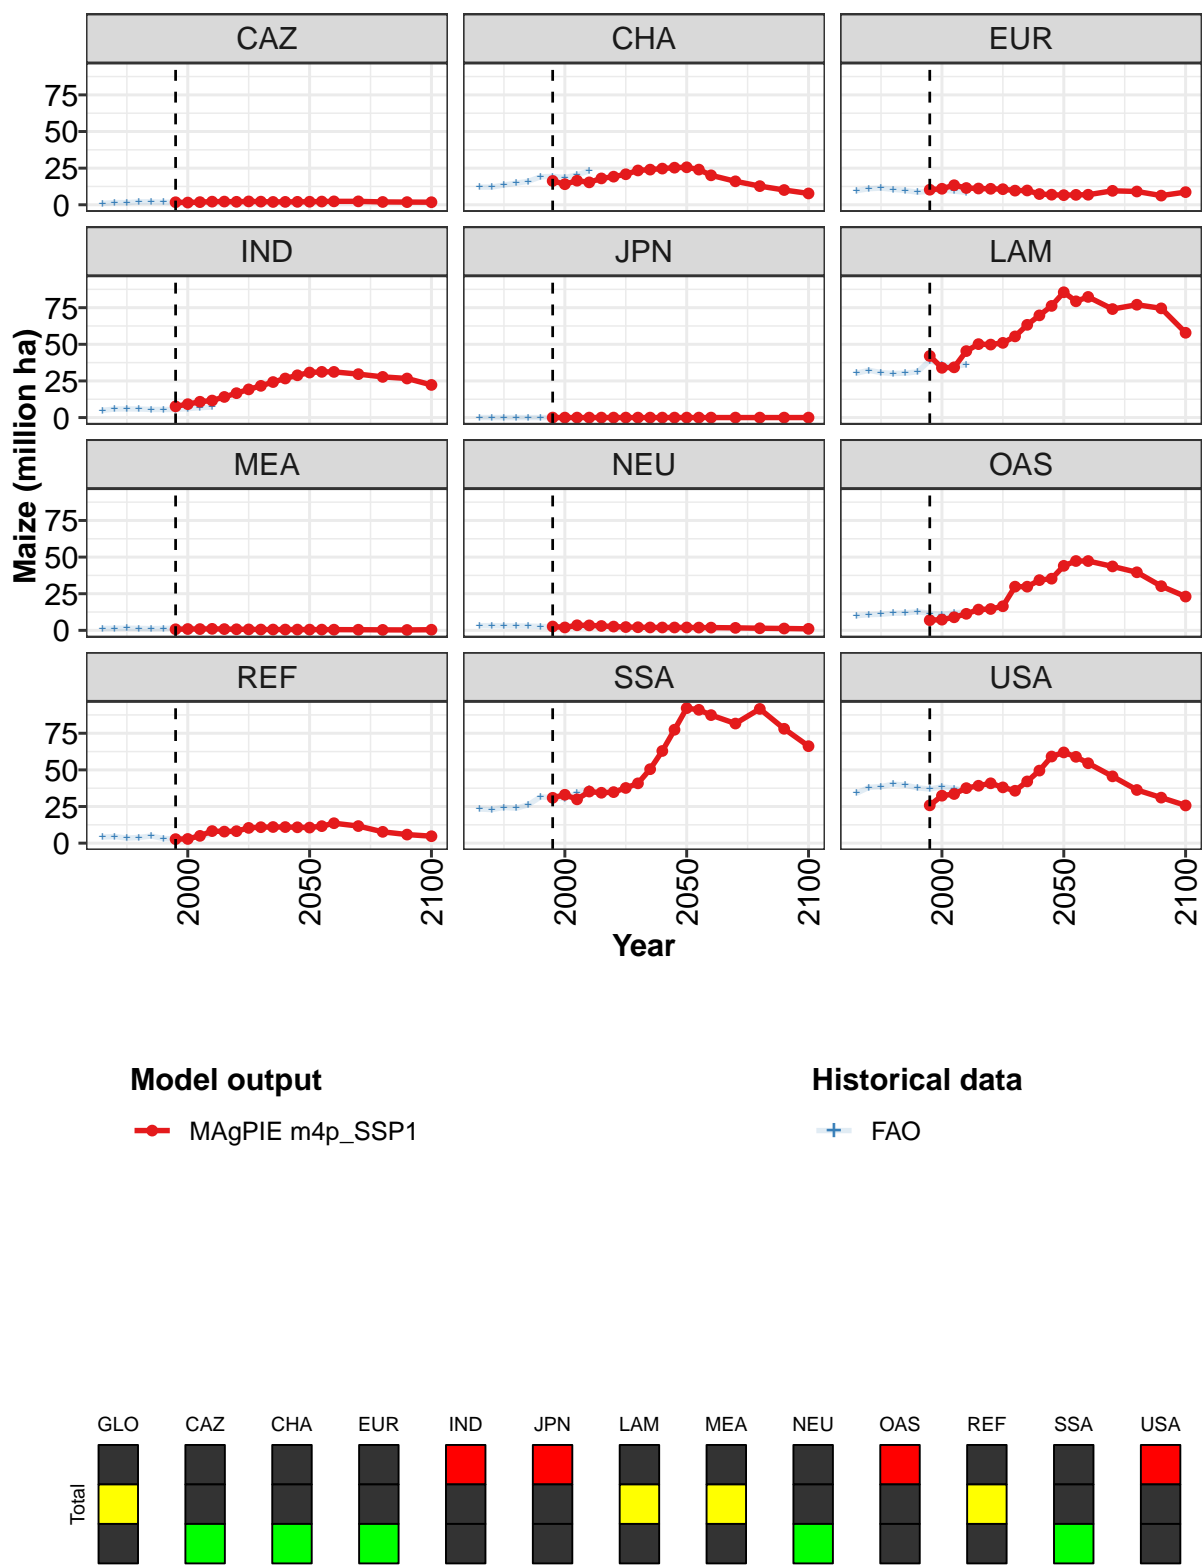 CAZ CHA EUR
75
50
25
0
IND JPN LAM
75
50
25
0
MEA NEU OAS
75
50
25
0
REF SSA USA
75
50
25
0
Maize (million ha)
2000 2050 2100 2000 2050 2100 2000 2050 2100
Year
Model output Historical data
MAgPIE m4p_SSP1 FAO
GLO CAZ CHA EUR IND JPN LAM MEA NEU OAS REF SSA USA
Total